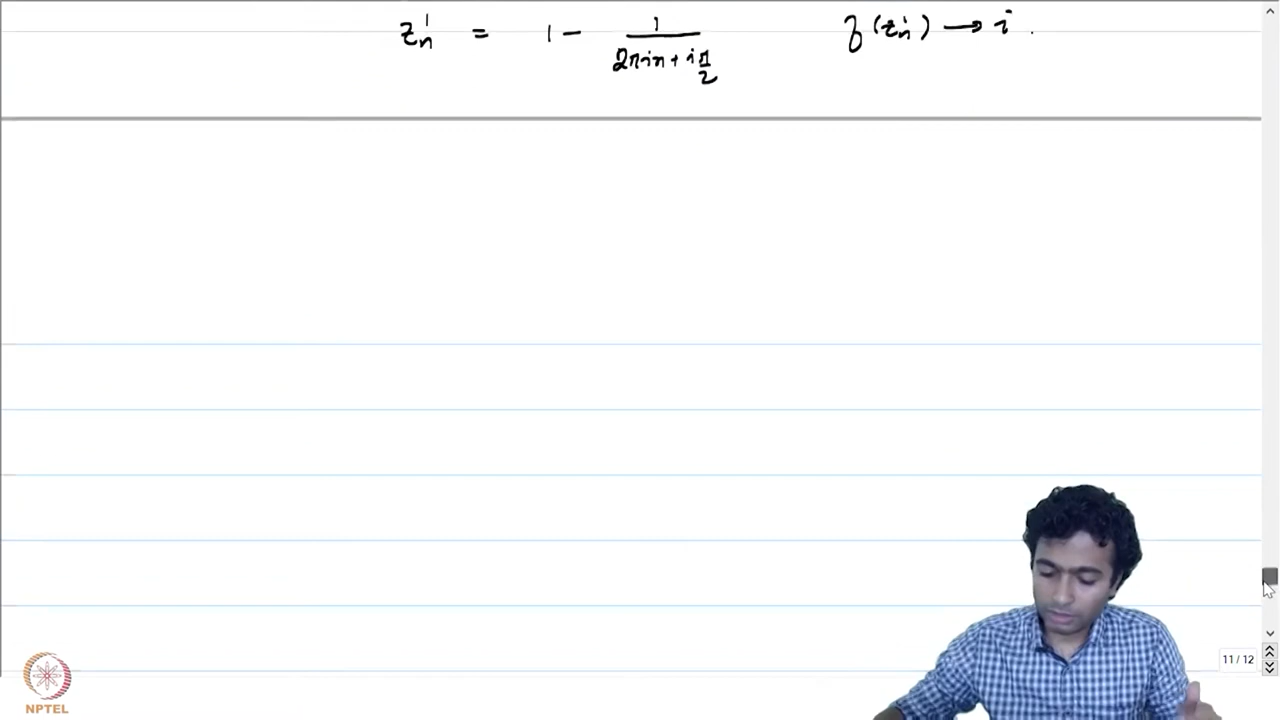 z'ₙ = 1 − 1/(2πin + iπ/2) f(z'ₙ) → i.
11 / 12
NPTEL